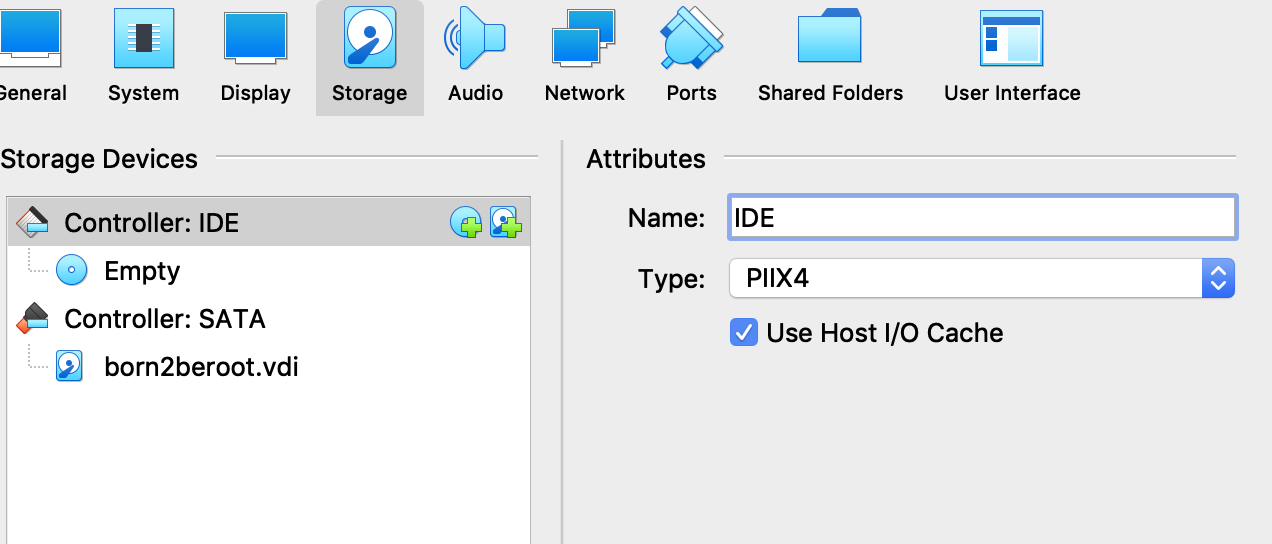 General
System
Display
Storage
Audio
Network
Ports
Shared Folders
User Interface
Storage Devices
Controller: IDE
Empty
Controller: SATA
born2beroot.vdi
Attributes
Name: IDE
Type: PIIX4
Use Host I/O Cache